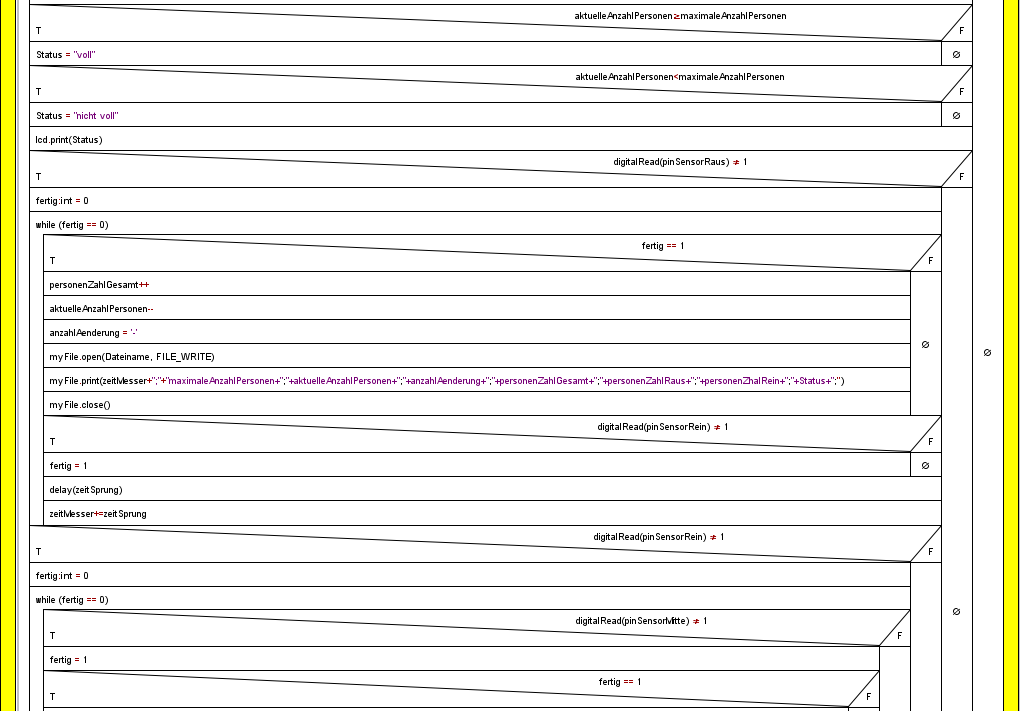 aktuelleAnzahlPersonen≥maximaleAnzahlPersonen
T F
Status = "voll" ∅
aktuelleAnzahlPersonen<maximaleAnzahlPersonen
T F
Status = "nicht voll" ∅
lcd.print(Status)
digitalRead(pinSensorRaus) ≠ 1
T F
fertig:int = 0
while (fertig == 0)
fertig == 1
T F
personenZahlGesamt++
aktuelleAnzahlPersonen--
anzahlAenderung = '-'
∅ ∅
myFile.open(Dateiname, FILE_WRITE)
myFile.print(zeitMesser+";"+"maximaleAnzahlPersonen+";"+aktuelleAnzahlPersonen+";"+anzahlAenderung+";"+personenZahlGesamt+";"+personenZahlRaus+";"+personenZhalRein+";"+Status+";")
myFile.close()
digitalRead(pinSensorRein) ≠ 1
T F
fertig = 1 ∅
delay(zeitSprung)
zeitMesser+=zeitSprung
digitalRead(pinSensorRein) ≠ 1
T F
fertig:int = 0
while (fertig == 0) ∅
digitalRead(pinSensorMitte) ≠ 1
T F
fertig = 1
fertig == 1
T F